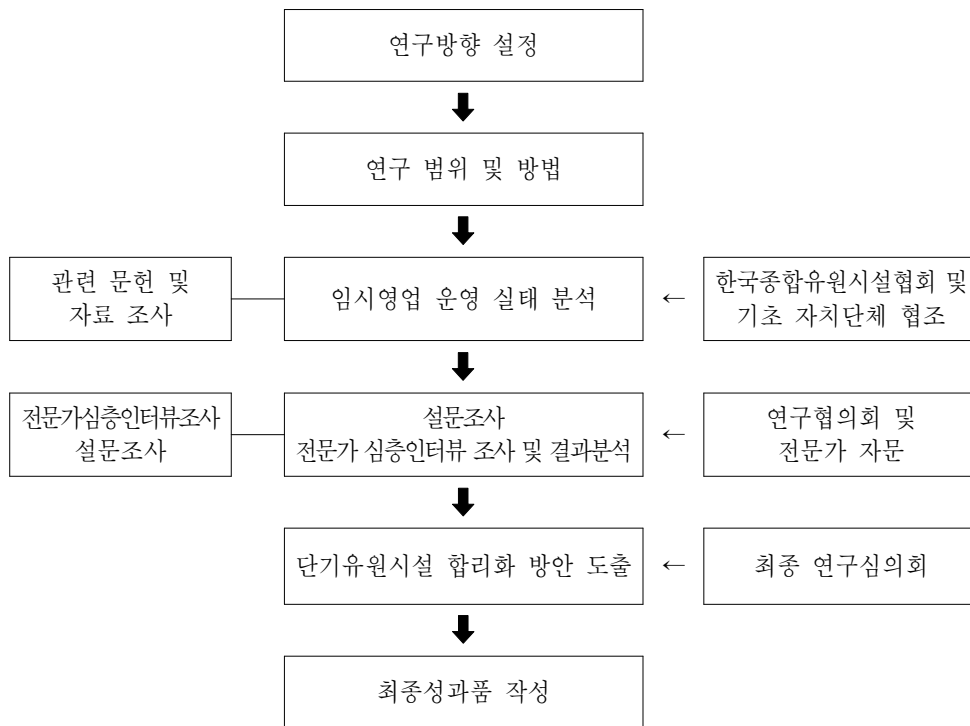 연구방향 설정
연구 범위 및 방법
관련 문헌 및
자료 조사
임시영업 운영 실태 분석
←
한국종합유원시설협회 및
기초 자치단체 협조
전문가심층인터뷰조사
설문조사
설문조사
전문가 심층인터뷰 조사 및 결과분석
←
연구협의회 및
전문가 자문
단기유원시설 합리화 방안 도출
←
최종 연구심의회
최종성과품 작성